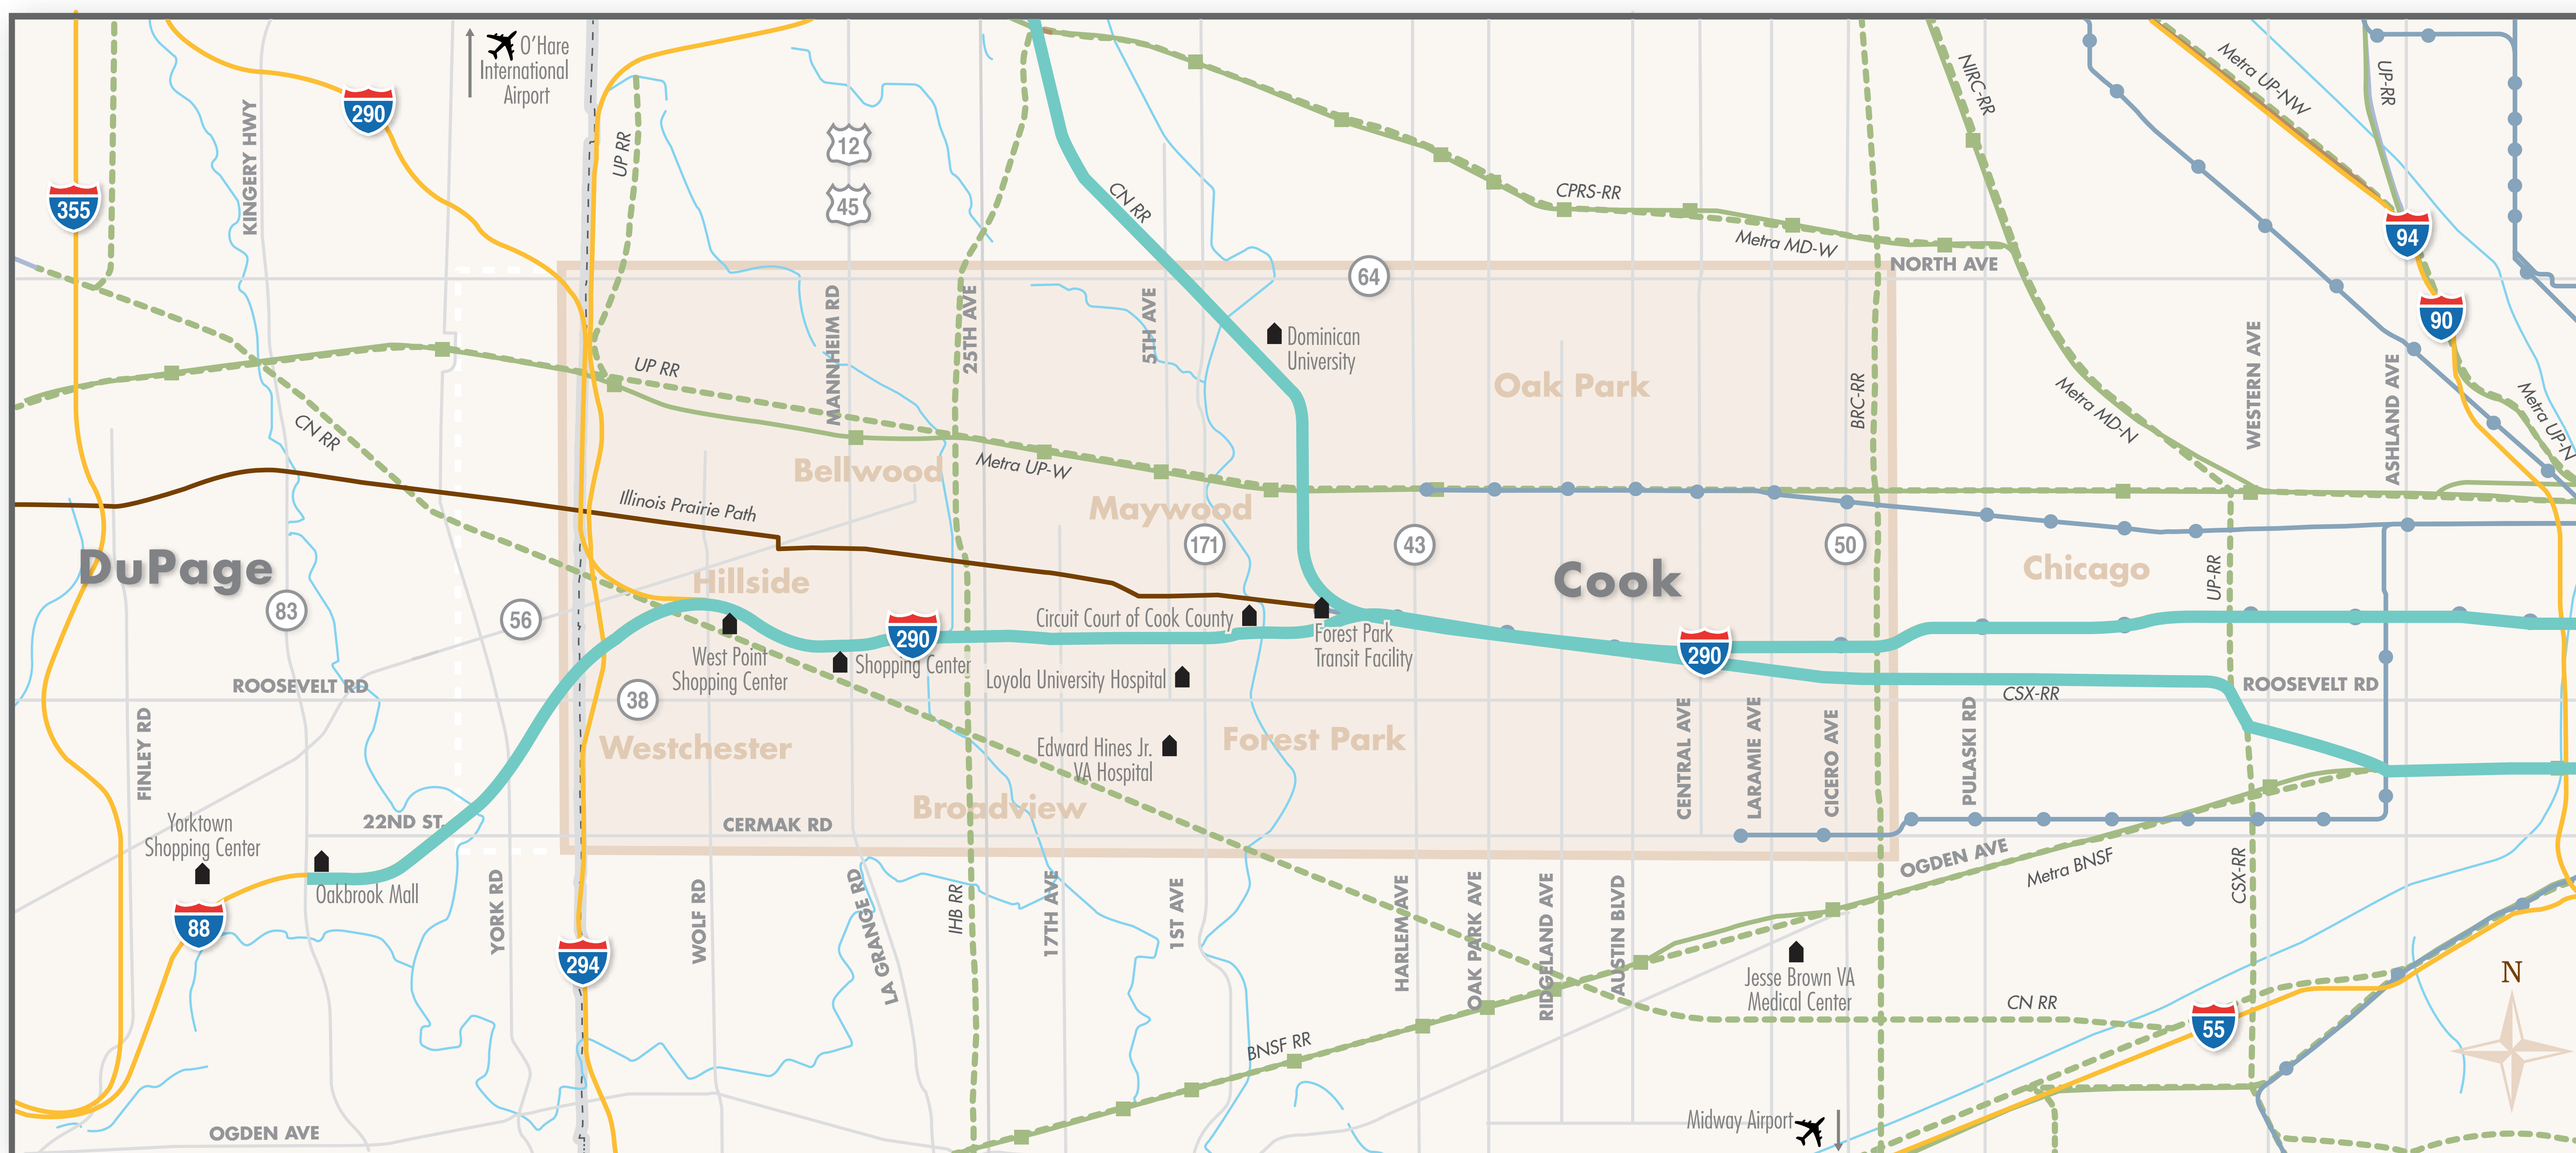 O'Hare
International
Airport
290
355
KINGERY HWY
UP RR
12
45
25TH AVE
CN RR
CPRS-RR
Metra MD-W
NIRC-RR
Metra UP-NW
UP-RR
94
90
NORTH AVE
64
MANNHEIM RD
5TH AVE
Dominican
University
Oak Park
BRC-RR
Metra MD-N
WESTERN AVE
ASHLAND AVE
Metra UP-N
UP RR
CN RR
Bellwood
Metra UP-W
Maywood
Illinois Prairie Path
171
43
50
DuPage
83
56
Hillside
Cook
Chicago
UP-RR
Circuit Court of Cook County
290
Forest Park
Transit Facility
290
West Point
Shopping Center
Shopping Center
Loyola University Hospital
ROOSEVELT RD
38
CSX-RR
ROOSEVELT RD
FINLEY RD
Westchester
Edward Hines Jr.
VA Hospital
Forest Park
CENTRAL AVE
LARAMIE AVE
CICERO AVE
PULASKI RD
Broadview
Yorktown
Shopping Center
22ND ST.
CERMAK RD
Oakbrook Mall
88
YORK RD
294
WOLF RD
LA GRANGE RD
IHB RR
17TH AVE
1ST AVE
HARLEM AVE
OAK PARK AVE
RIDGELAND AVE
AUSTIN BLVD
OGDEN AVE
Metra BNSF
CSX-RR
Jesse Brown VA
Medical Center
CN RR
55
N
BNSF RR
Midway Airport
OGDEN AVE